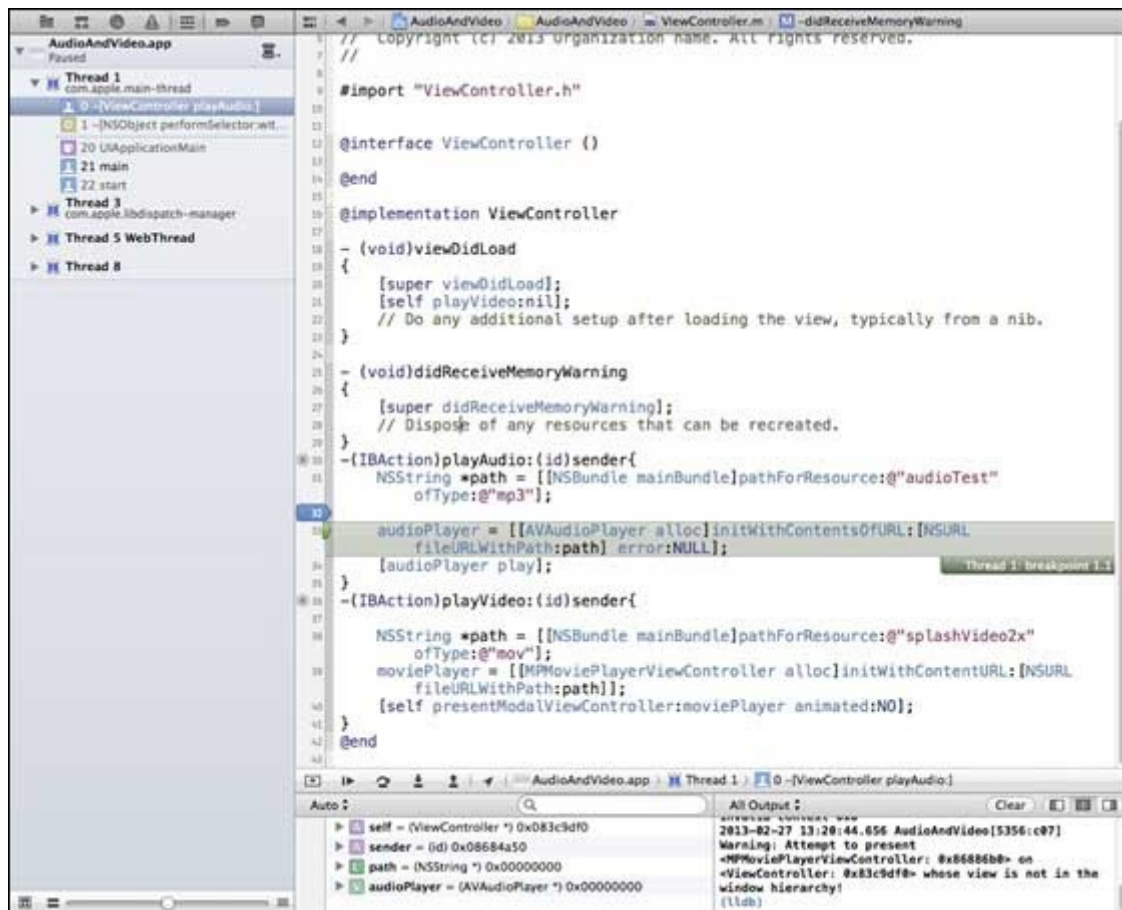 AudioAndVideo AudioAndVideo ViewController.m -didReceiveMemoryWarning
AudioAndVideo.app
Paused
Thread 1
com.apple.main-thread
0 -[ViewController playAudio:]
1 -[NSObject performSelector:wit...
20 UIApplicationMain
21 main
22 start
Thread 3
com.apple.libdispatch-manager
Thread 5 WebThread
Thread 8
// Copyright (c) 2013 Organization name. All rights reserved.
//
#import "ViewController.h"
@interface ViewController ()
@end
@implementation ViewController
- (void)viewDidLoad
{
[super viewDidLoad];
[self playVideo:nil];
// Do any additional setup after loading the view, typically from a nib.
}
- (void)didReceiveMemoryWarning
{
[super didReceiveMemoryWarning];
// Dispose of any resources that can be recreated.
}
-(IBAction)playAudio:(id)sender{
NSString *path = [[NSBundle mainBundle]pathForResource:@"audioTest"
ofType:@"mp3"];
audioPlayer = [[AVAudioPlayer alloc]initWithContentsOfURL:[NSURL
fileURLWithPath:path] error:NULL];
Thread 1: breakpoint 1.1
[audioPlayer play];
}
-(IBAction)playVideo:(id)sender{
NSString *path = [[NSBundle mainBundle]pathForResource:@"splashVideo2x"
ofType:@"mov"];
moviePlayer = [[MPMoviePlayerViewController alloc]initWithContentURL:[NSURL
fileURLWithPath:path]];
[self presentModalViewController:moviePlayer animated:NO];
}
@end
AudioAndVideo.app Thread 1 0 -[ViewController playAudio:]
Auto
All Output Clear
self = (ViewController *) 0x083c9df0
sender = (id) 0x08684a50
path = (NSString *) 0x00000000
audioPlayer = (AVAudioPlayer *) 0x00000000
invalid context 0x0
2013-02-27 13:20:44.656 AudioAndVideo[5356:c07]
Warning: Attempt to present
<MPMoviePlayerViewController: 0x86886b0> on
<ViewController: 0x83c9df0> whose view is not in the
window hierarchy!
(lldb)